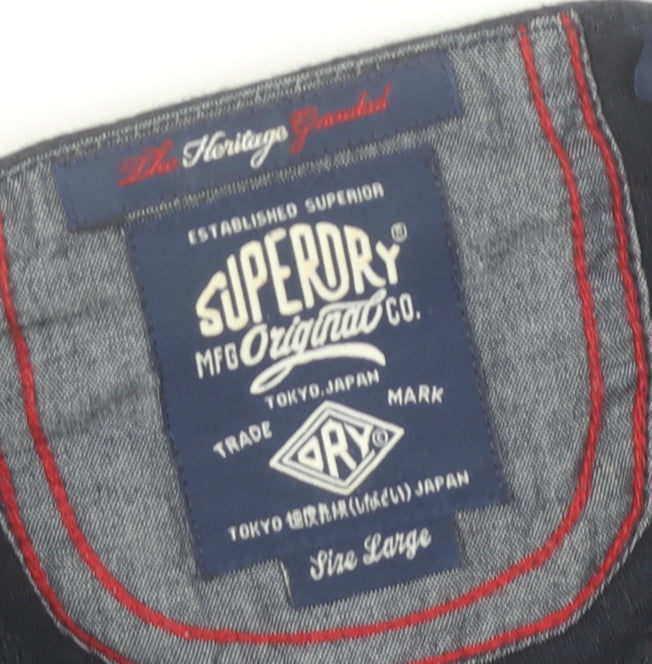 The Heritage Grandad
ESTABLISHED SUPERIOR
SUPERDRY®
MFG Original CO.
TOKYO, JAPAN
TRADE MARK
DRY©
TOKYO 極度乾燥(しなさい) JAPAN
Size Large